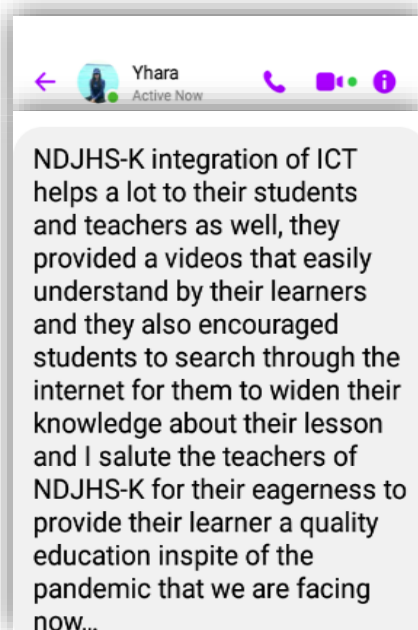 Yhara
Active Now
NDJHS-K integration of ICT
helps a lot to their students
and teachers as well, they
provided a videos that easily
understand by their learners
and they also encouraged
students to search through the
internet for them to widen their
knowledge about their lesson
and I salute the teachers of
NDJHS-K for their eagerness to
provide their learner a quality
education inspite of the
pandemic that we are facing
now...